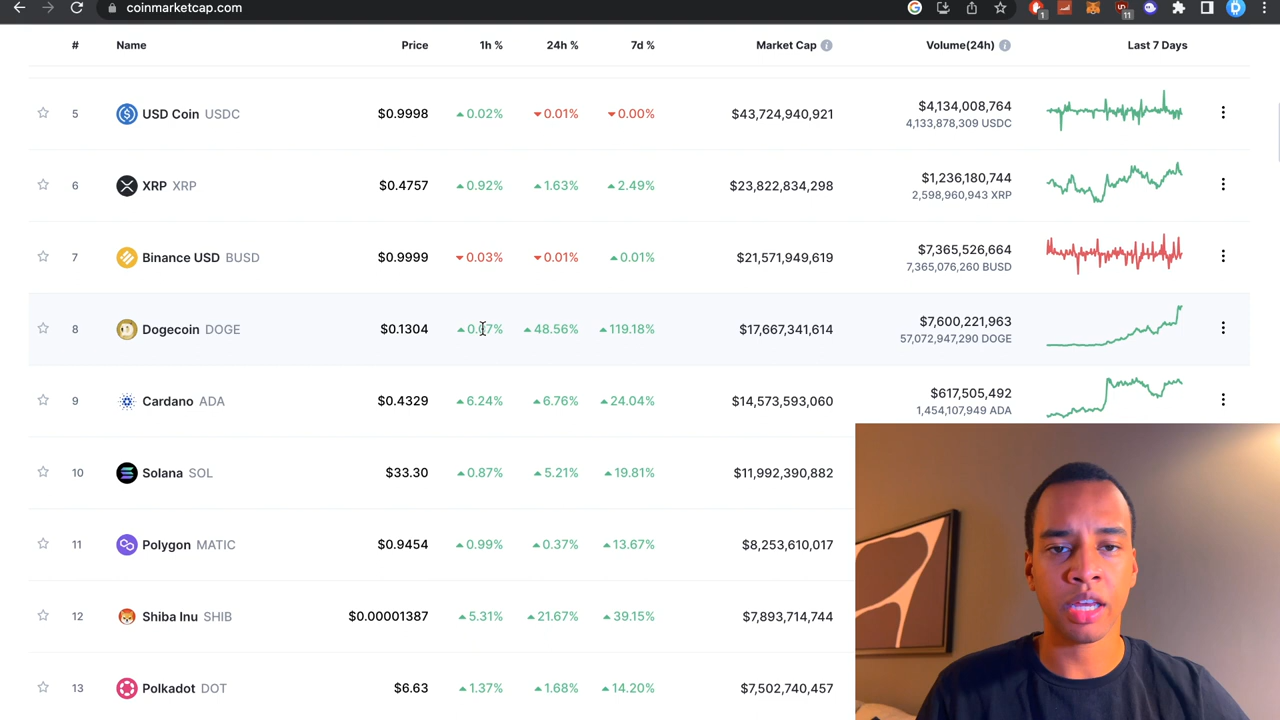 coinmarketcap.com
1
11
# Name Price 1h % 24h % 7d % Market Cap Volume(24h) Last 7 Days
5 USD Coin USDC $0.9998 0.02% 0.01% 0.00% $43,724,940,921 $4,134,008,764
4,133,878,309 USDC
6 XRP XRP $0.4757 0.92% 1.63% 2.49% $23,822,834,298 $1,236,180,744
2,598,960,943 XRP
7 Binance USD BUSD $0.9999 0.03% 0.01% 0.01% $21,571,949,619 $7,365,526,664
7,365,076,260 BUSD
8 Dogecoin DOGE $0.1304 48.56% 119.18% $17,667,341,614 $7,600,221,963
57,072,947,290 DOGE
9 Cardano ADA $0.4329 6.24% 6.76% 24.04% $14,573,593,060 $617,505,492
1,454,107,949 ADA
10 Solana SOL $33.30 0.87% 5.21% 19.81% $11,992,390,882
11 Polygon MATIC $0.9454 0.99% 0.37% 13.67% $8,253,610,017
12 Shiba Inu SHIB $0.00001387 5.31% 21.67% 39.15% $7,893,714,744
13 Polkadot DOT $6.63 1.37% 1.68% 14.20% $7,502,740,457